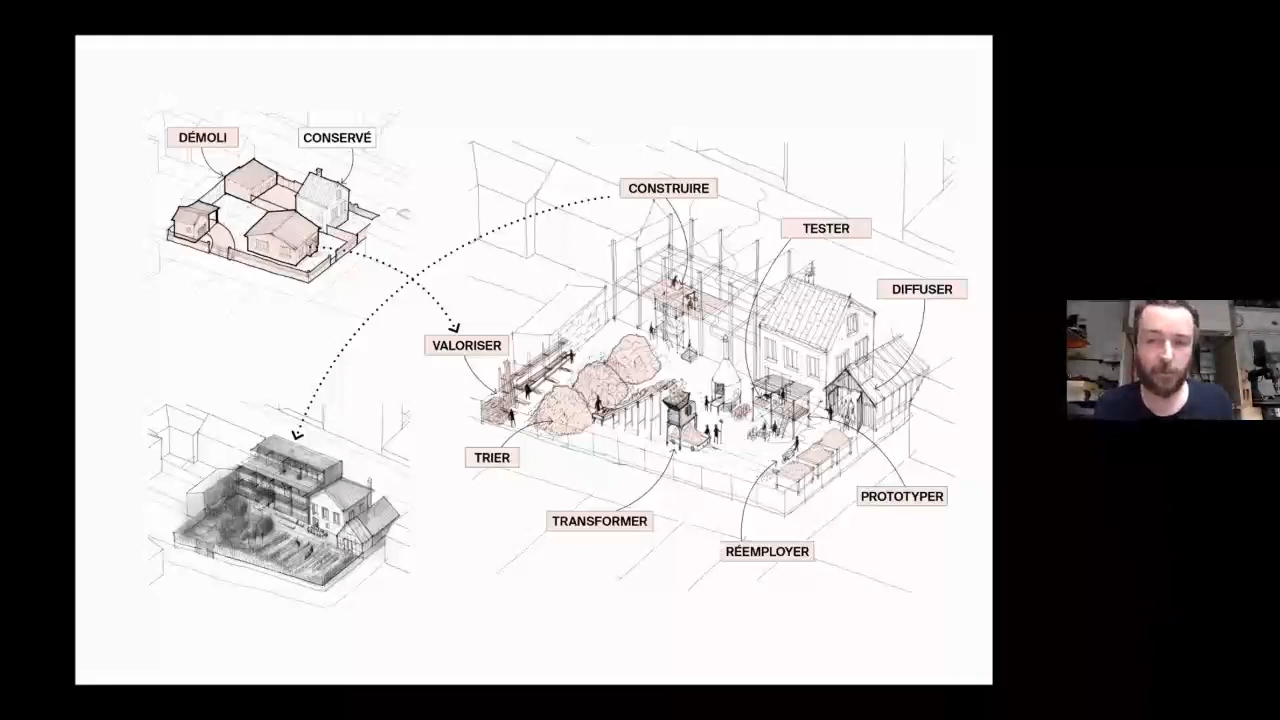 DÉMOLI
CONSERVÉ
CONSTRUIRE
TESTER
DIFFUSER
VALORISER
TRIER
PROTOTYPER
TRANSFORMER
RÉEMPLOYER